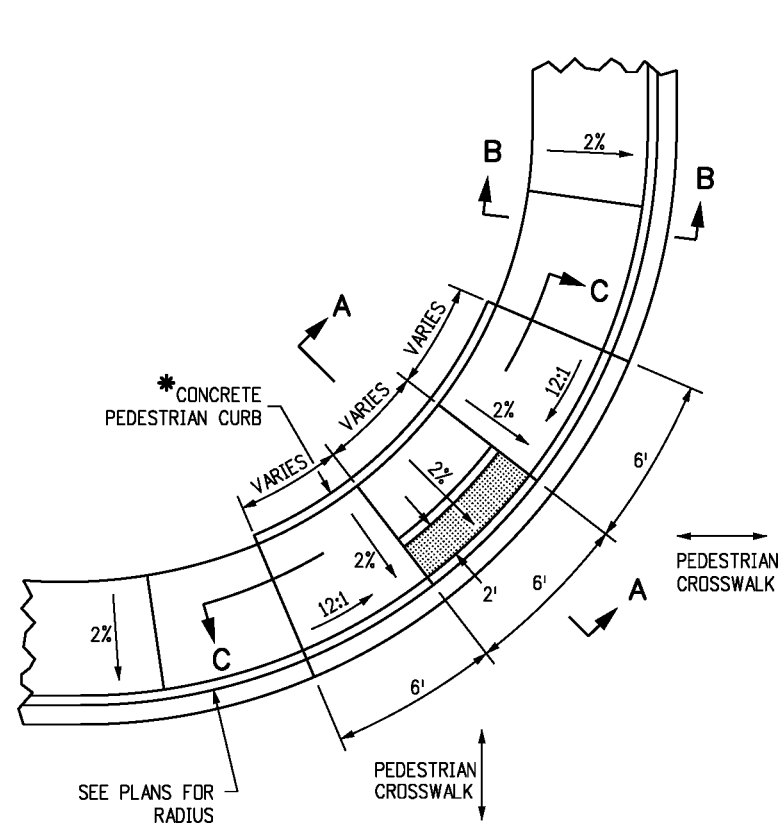 2%
B
B
C
A
VARIES
12:1
✱CONCRETE
PEDESTRIAN CURB
VARIES
2%
VARIES
2%
6'
2%
PEDESTRIAN
CROSSWALK
2%
12:1
2'
6'
A
C
6'
SEE PLANS FOR
RADIUS
PEDESTRIAN
CROSSWALK